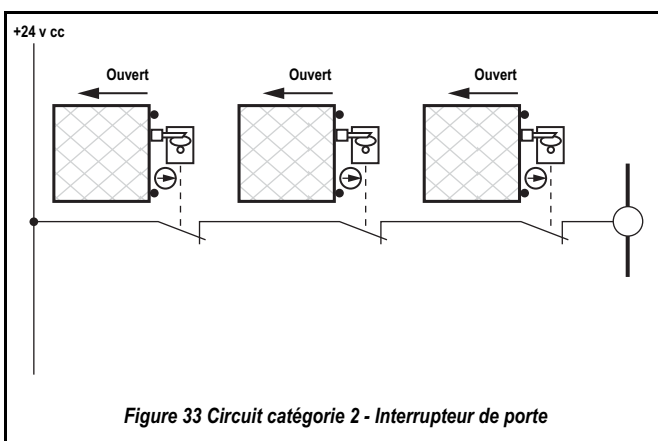 +24 v cc
Ouvert
Ouvert
Ouvert
Figure 33 Circuit catégorie 2 - Interrupteur de porte